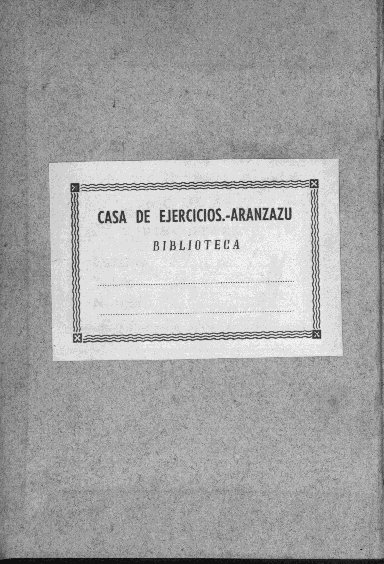 CASA DE EJERCICIOS.-ARANZAZU
BIBLIOTECA